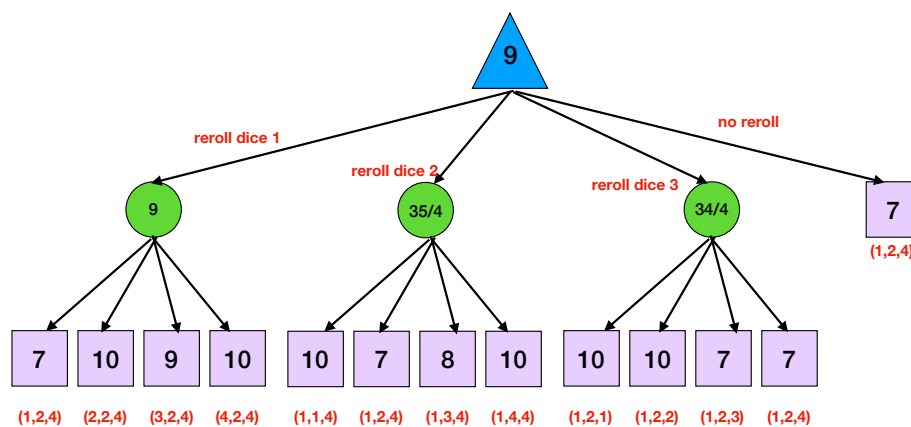 9
reroll dice 1
no reroll
reroll dice 2
reroll dice 3
9
35/4
34/4
7
(1,2,4)
7 10 9 10 10 7 8 10 10 10 7 7
(1,2,4) (2,2,4) (3,2,4) (4,2,4) (1,1,4) (1,2,4) (1,3,4) (1,4,4) (1,2,1) (1,2,2) (1,2,3) (1,2,4)